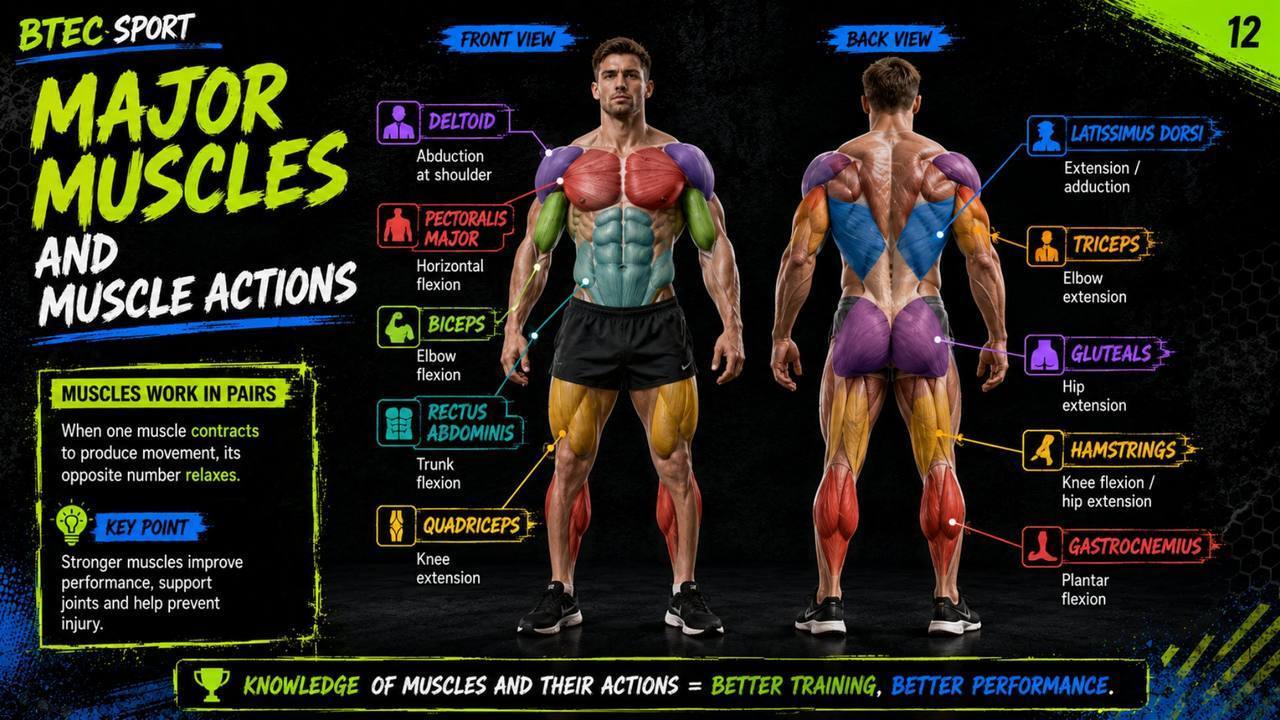 BTEC SPORT
12
MAJOR
MUSCLES
AND
MUSCLE ACTIONS
MUSCLES WORK IN PAIRS
When one muscle contracts
to produce movement, its
opposite number relaxes.
KEY POINT
Stronger muscles improve
performance, support
joints and help prevent
injury.
FRONT VIEW
DELTOID
Abduction
at shoulder
PECTORALIS
MAJOR
Horizontal
flexion
BICEPS
Elbow
flexion
RECTUS
ABDOMINIS
Trunk
flexion
QUADRICEPS
Knee
extension
BACK VIEW
LATISSIMUS DORSI
Extension /
adduction
TRICEPS
Elbow
extension
GLUTEALS
Hip
extension
HAMSTRINGS
Knee flexion /
hip extension
GASTROCNEMIUS
Plantar
flexion
KNOWLEDGE OF MUSCLES AND THEIR ACTIONS = BETTER TRAINING, BETTER PERFORMANCE.